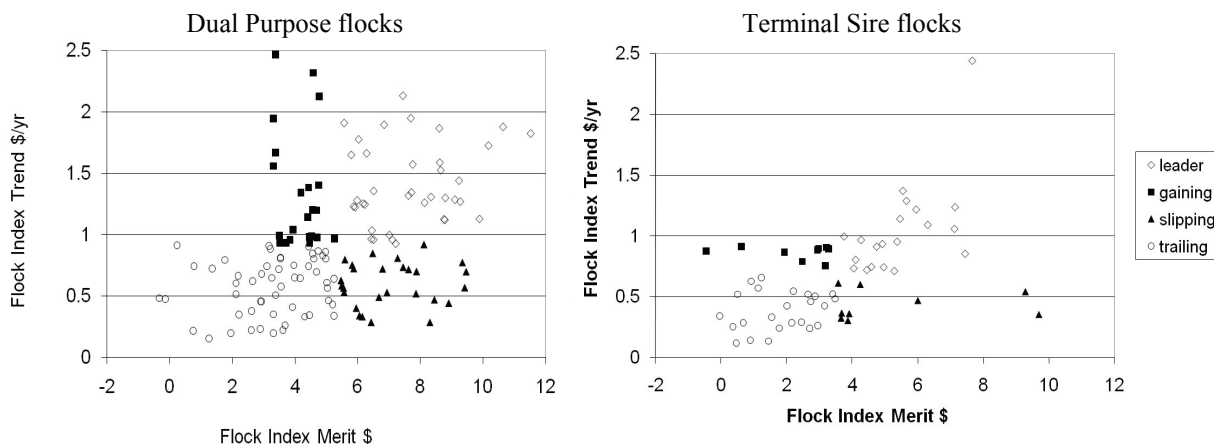 Dual Purpose flocks
Flock Index Trend $/yr
2.5
2
1.5
1
0.5
0
-2 0 2 4 6 8 10 12
Flock Index Merit $
Terminal Sire flocks
Flock Index Trend $/yr
2.5
2
1.5
1
0.5
0
-2 0 2 4 6 8 10 12
Flock Index Merit $
leader
gaining
slipping
trailing